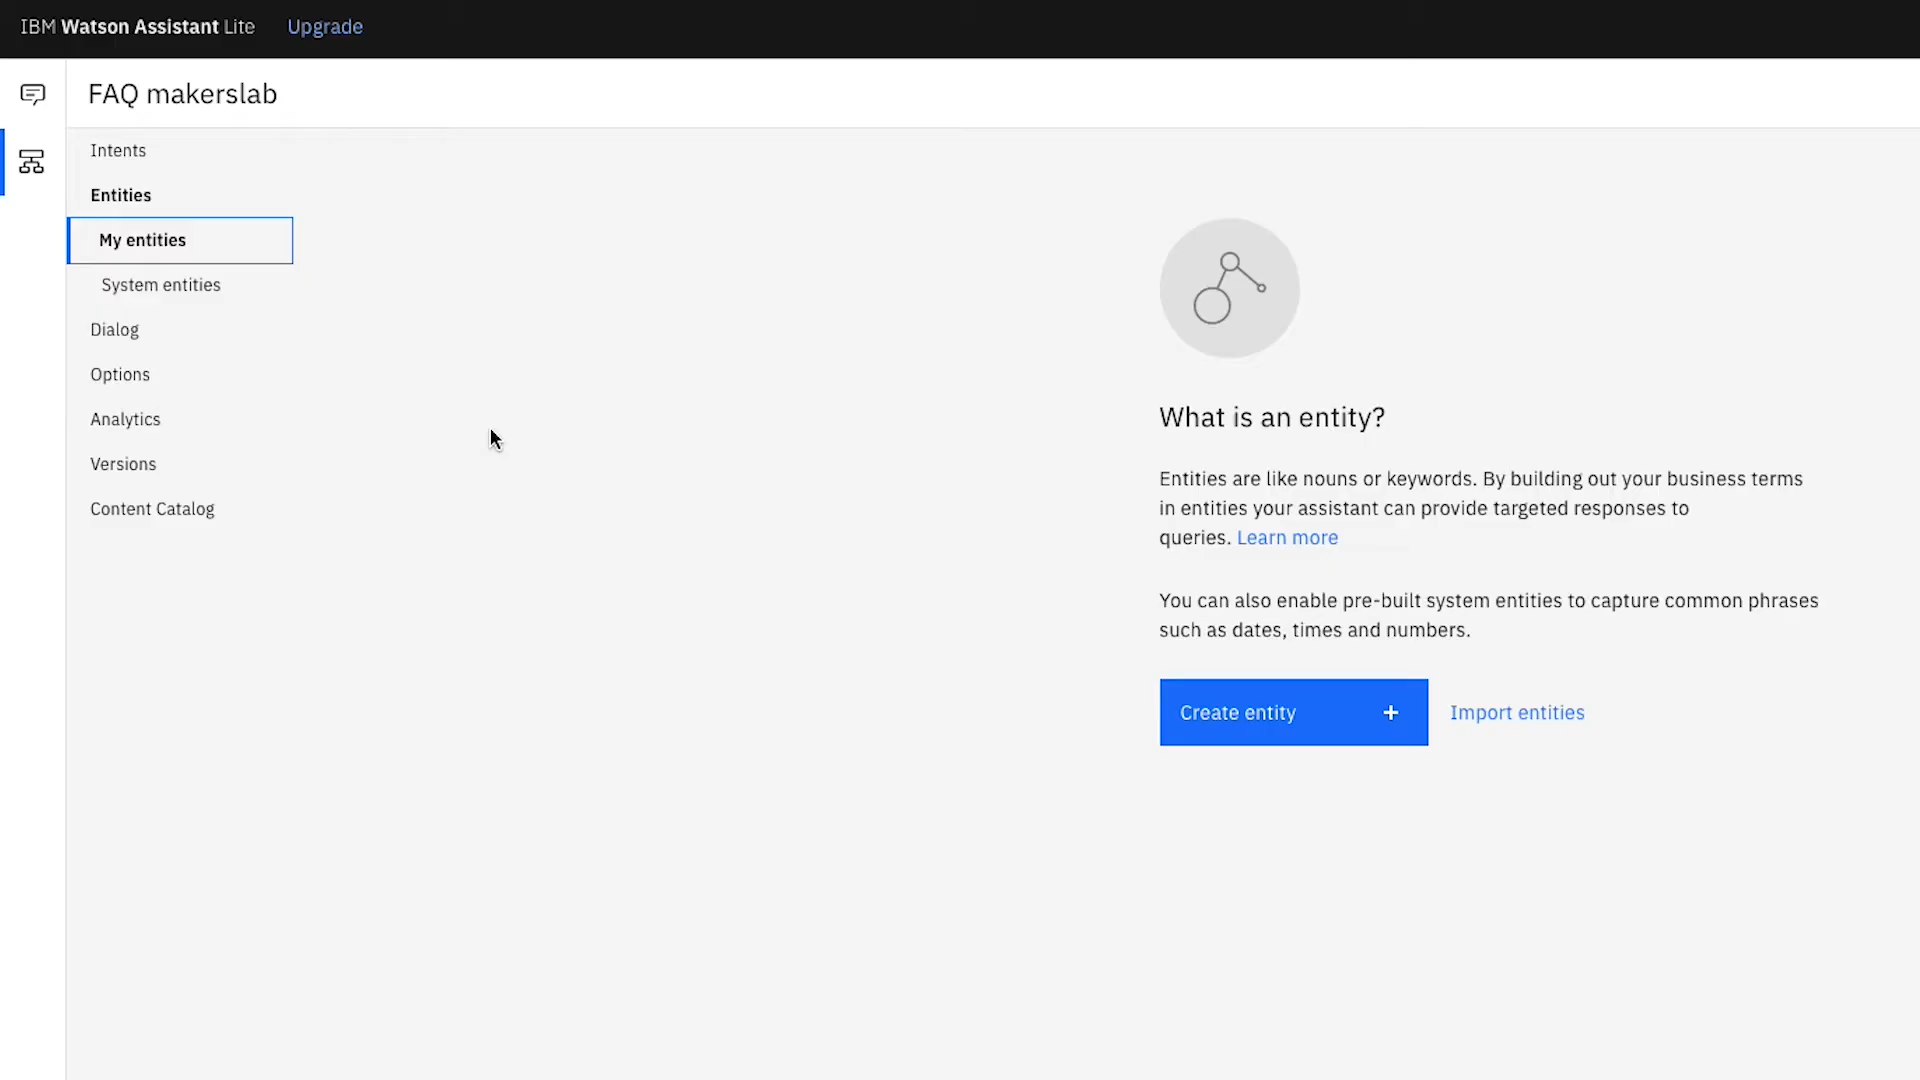 IBM Watson Assistant Lite Upgrade
FAQ makerslab
Intents
Entities
My entities
System entities
Dialog
Options
Analytics
Versions
Content Catalog
What is an entity?
Entities are like nouns or keywords. By building out your business terms
in entities your assistant can provide targeted responses to
queries. Learn more
You can also enable pre-built system entities to capture common phrases
such as dates, times and numbers.
Create entity +
Import entities